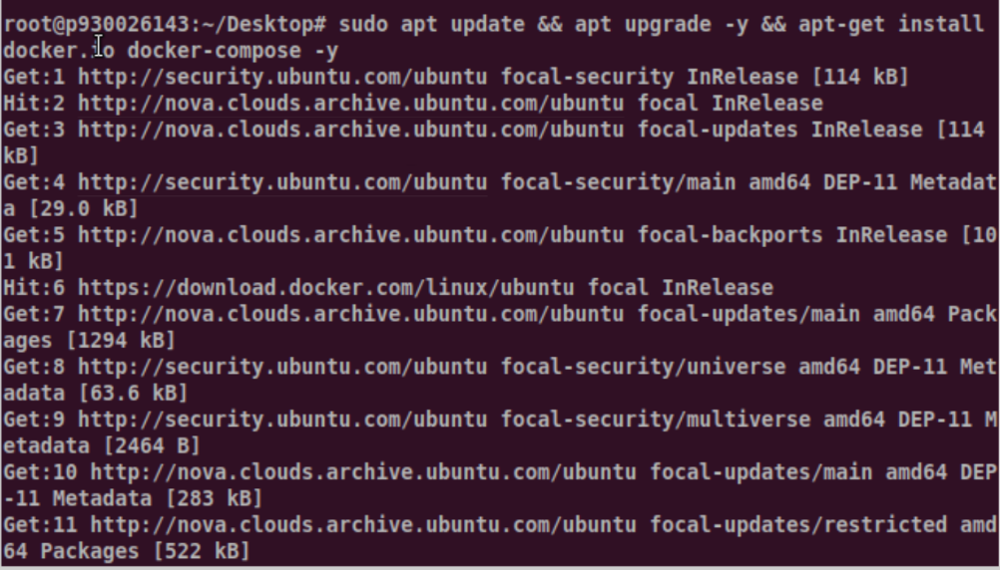 root@p930026143:~/Desktop# sudo apt update && apt upgrade -y && apt-get install
docker.io docker-compose -y
Get:1 http://security.ubuntu.com/ubuntu focal-security InRelease [114 kB]
Hit:2 http://nova.clouds.archive.ubuntu.com/ubuntu focal InRelease
Get:3 http://nova.clouds.archive.ubuntu.com/ubuntu focal-updates InRelease [114
kB]
Get:4 http://security.ubuntu.com/ubuntu focal-security/main amd64 DEP-11 Metadat
a [29.0 kB]
Get:5 http://nova.clouds.archive.ubuntu.com/ubuntu focal-backports InRelease [10
1 kB]
Hit:6 https://download.docker.com/linux/ubuntu focal InRelease
Get:7 http://nova.clouds.archive.ubuntu.com/ubuntu focal-updates/main amd64 Pack
ages [1294 kB]
Get:8 http://security.ubuntu.com/ubuntu focal-security/universe amd64 DEP-11 Met
adata [63.6 kB]
Get:9 http://security.ubuntu.com/ubuntu focal-security/multiverse amd64 DEP-11 M
etadata [2464 B]
Get:10 http://nova.clouds.archive.ubuntu.com/ubuntu focal-updates/main amd64 DEP
-11 Metadata [283 kB]
Get:11 http://nova.clouds.archive.ubuntu.com/ubuntu focal-updates/restricted amd
64 Packages [522 kB]